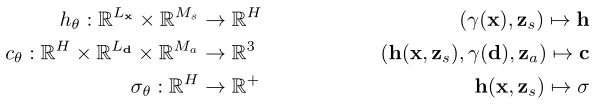 h_θ : ℝ^{L_𝐱} × ℝ^{M_s} → ℝ^H (γ(𝐱), 𝐳_s) ↦ 𝐡
c_θ : ℝ^H × ℝ^{L_𝐝} × ℝ^{M_a} → ℝ^3 (𝐡(𝐱, 𝐳_s), γ(𝐝), 𝐳_a) ↦ 𝐜
σ_θ : ℝ^H → ℝ^+ 𝐡(𝐱, 𝐳_s) ↦ σ